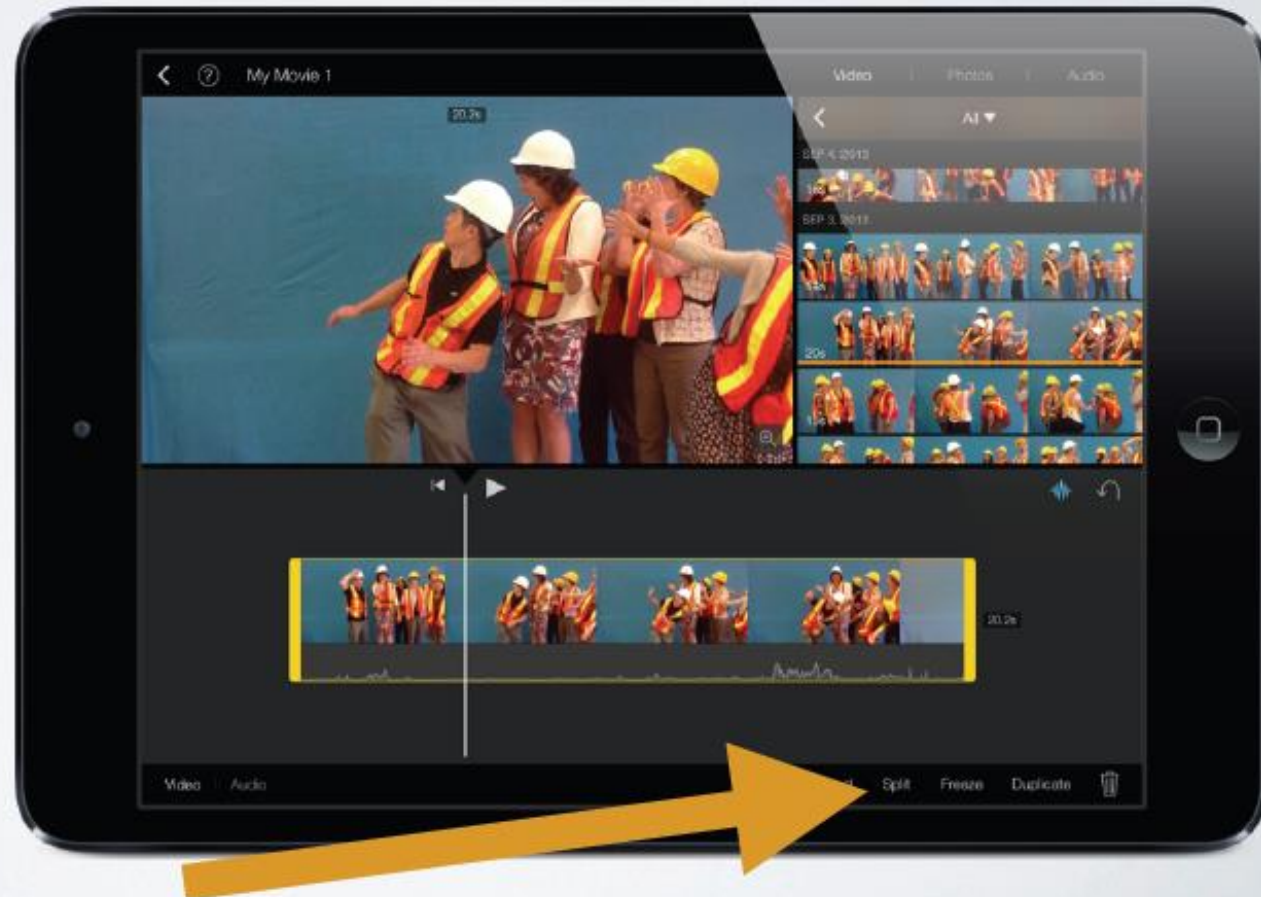 My Movie 1
Video Photos Audio
20.2s
All
SEP 4, 2013
16s
SEP 3, 2013
20s
20.2s
Video Audio
Split Freeze Duplicate